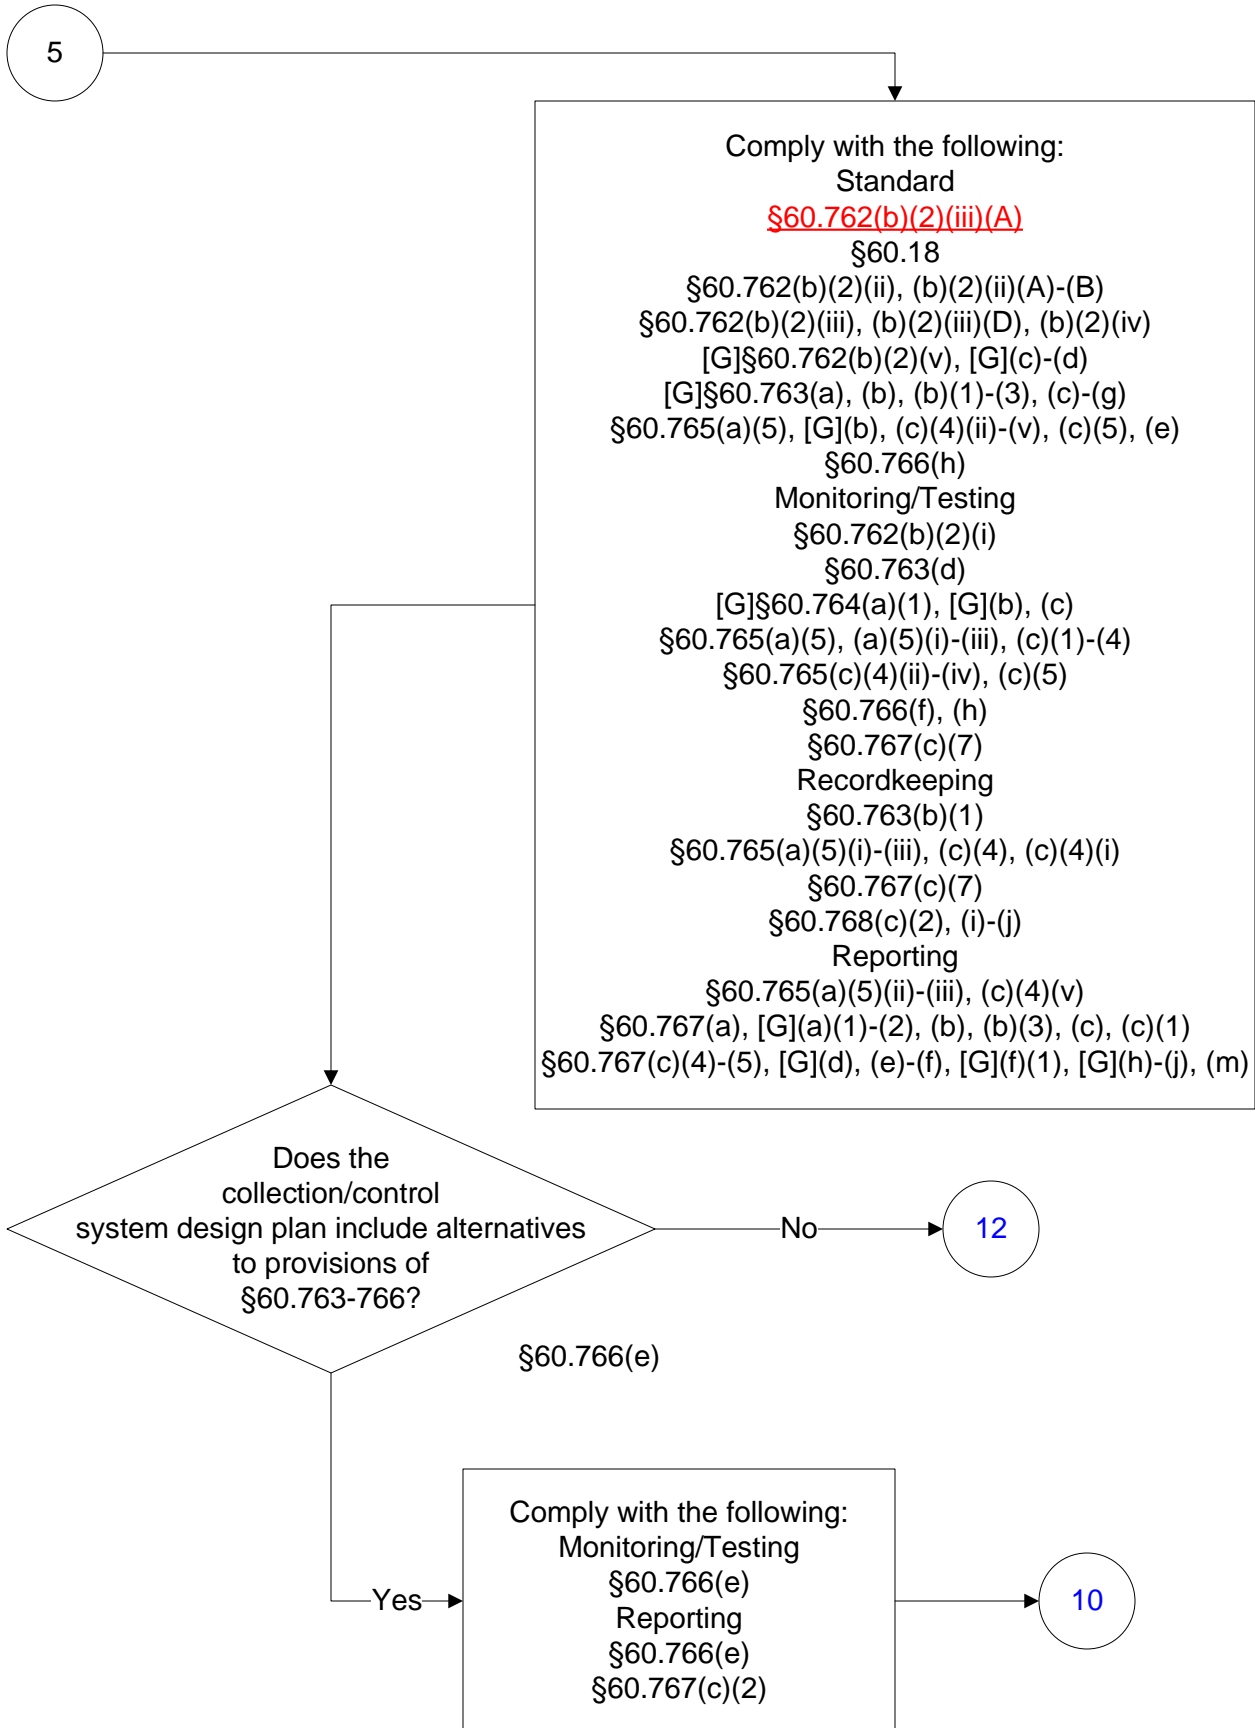 5
Comply with the following:
Standard
§60.762(b)(2)(iii)(A)
§60.18
§60.762(b)(2)(ii), (b)(2)(ii)(A)-(B)
§60.762(b)(2)(iii), (b)(2)(iii)(D), (b)(2)(iv)
[G]§60.762(b)(2)(v), [G](c)-(d)
[G]§60.763(a), (b), (b)(1)-(3), (c)-(g)
§60.765(a)(5), [G](b), (c)(4)(ii)-(v), (c)(5), (e)
§60.766(h)
Monitoring/Testing
§60.762(b)(2)(i)
§60.763(d)
[G]§60.764(a)(1), [G](b), (c)
§60.765(a)(5), (a)(5)(i)-(iii), (c)(1)-(4)
§60.765(c)(4)(ii)-(iv), (c)(5)
§60.766(f), (h)
§60.767(c)(7)
Recordkeeping
§60.763(b)(1)
§60.765(a)(5)(i)-(iii), (c)(4), (c)(4)(i)
§60.767(c)(7)
§60.768(c)(2), (i)-(j)
Reporting
§60.765(a)(5)(ii)-(iii), (c)(4)(v)
§60.767(a), [G](a)(1)-(2), (b), (b)(3), (c), (c)(1)
§60.767(c)(4)-(5), [G](d), (e)-(f), [G](f)(1), [G](h)-(j), (m)
Does the
collection/control
system design plan include alternatives
to provisions of
§60.763-766?
No
12
§60.766(e)
Yes
Comply with the following:
Monitoring/Testing
§60.766(e)
Reporting
§60.766(e)
§60.767(c)(2)
10